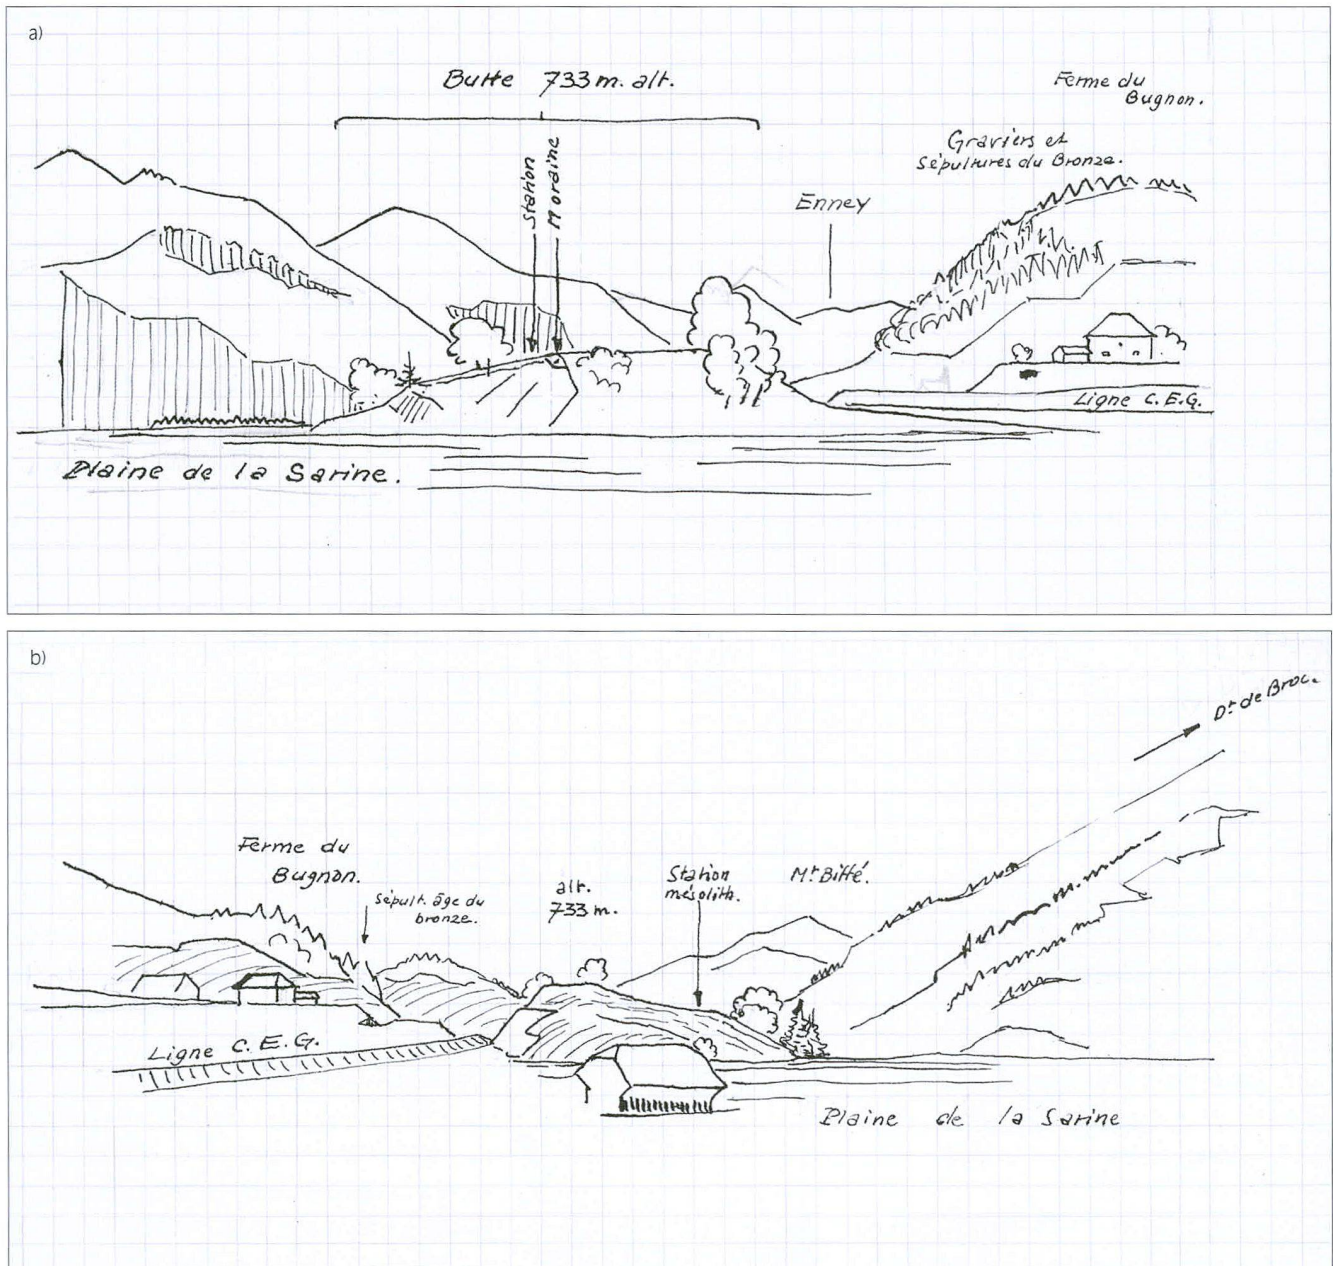 a)
Butte 733 m. alt.
Ferme du
Bugnon.
Graviers et
Sépultures du Bronze.
Station
Moraine
Enney
Ligne C.E.G.
Plaine de la Sarine.
b)
Dt de Broc.
Ferme du
Bugnon.
Sépult. âge du
bronze.
alt.
733 m.
Station
mésolith.
Mt Biffé.
Ligne C.E.G.
Plaine de la Sarine